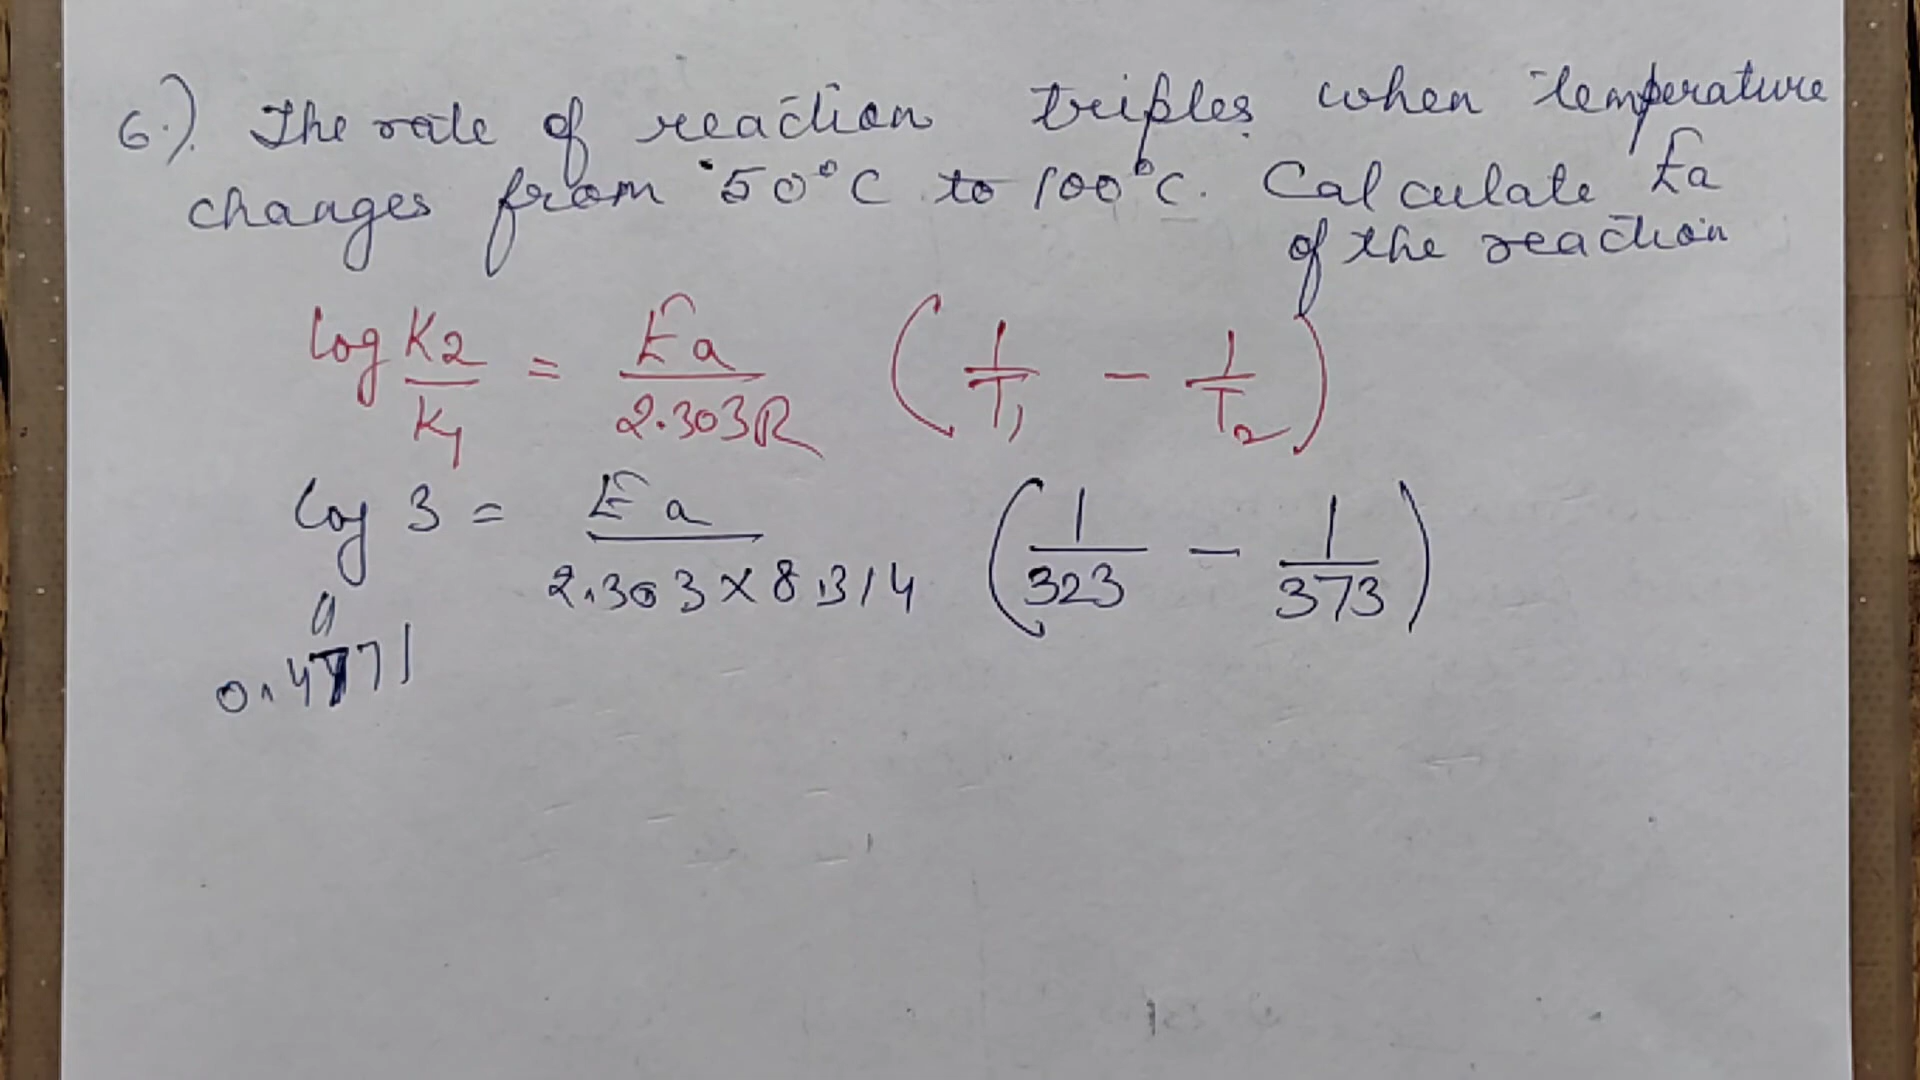 6.). The rate of reaction triples when temperature
changes from 50°C to 100°C. Calculate Ea
of the reaction
log K2/K1 = Ea/2.303R (1/T1 - 1/T2)
log 3 = Ea/2.303×8.314 (1/323 - 1/373)
0.4771